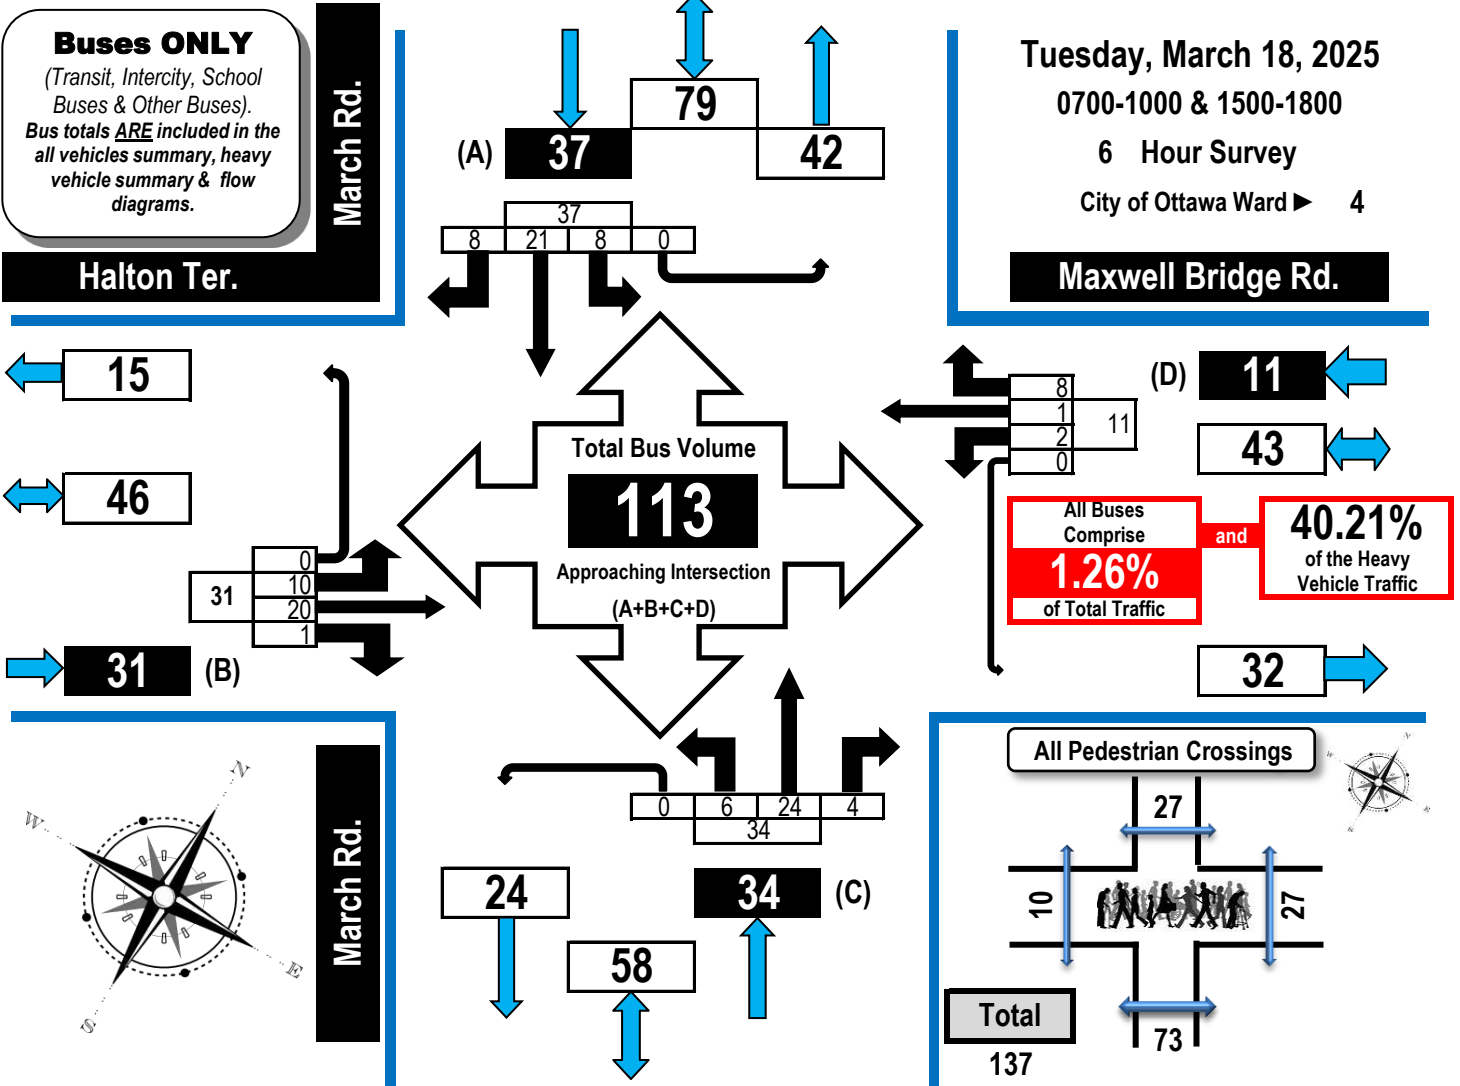 Buses ONLY
(Transit, Intercity, School
Buses & Other Buses).
Bus totals ARE included in the
all vehicles summary, heavy
vehicle summary & flow
diagrams.
March Rd.
Halton Ter.
79
(A) 37
42
37
8 21 8 0
Tuesday, March 18, 2025
0700-1000 & 1500-1800
6 Hour Survey
City of Ottawa Ward ► 4
Maxwell Bridge Rd.
15
46
0
10
20
1
31
31 (B)
Total Bus Volume
113
Approaching Intersection
(A+B+C+D)
(D) 11
8
1
2
0
11
43
All Buses
Comprise
1.26%
of Total Traffic
and
40.21%
of the Heavy
Vehicle Traffic
32
N
W
E
S
March Rd.
0 6 24 4
34
24
34 (C)
58
All Pedestrian Crossings
N
W
E
S
27
10
27
73
Total
137